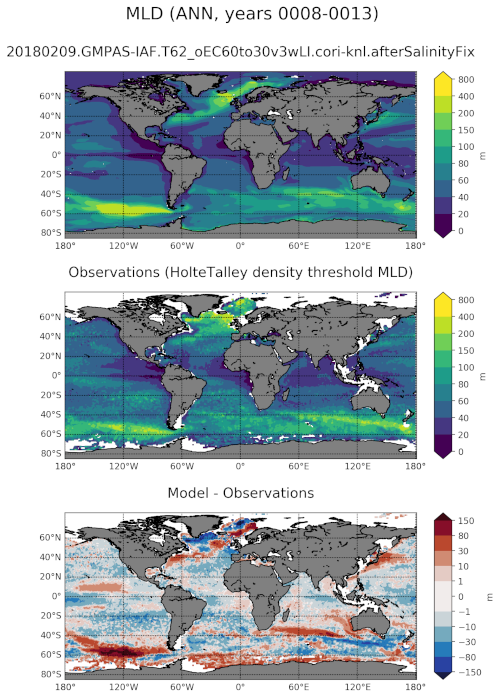 MLD (ANN, years 0008-0013)
20180209.GMPAS-IAF.T62_oEC60to30v3wLI.cori-knl.afterSalinityFix
60°N
40°N
20°N
0°
20°S
40°S
60°S
80°S
180° 120°W 60°W 0° 60°E 120°E 180°
800
400
200
150
100
80
60
40
20
0
m
Observations (HolteTalley density threshold MLD)
60°N
40°N
20°N
0°
20°S
40°S
60°S
80°S
180° 120°W 60°W 0° 60°E 120°E 180°
800
400
200
150
100
80
60
40
20
0
m
Model - Observations
60°N
40°N
20°N
0°
20°S
40°S
60°S
80°S
180° 120°W 60°W 0° 60°E 120°E 180°
150
80
30
10
1
0
−1
−10
−30
−80
−150
m